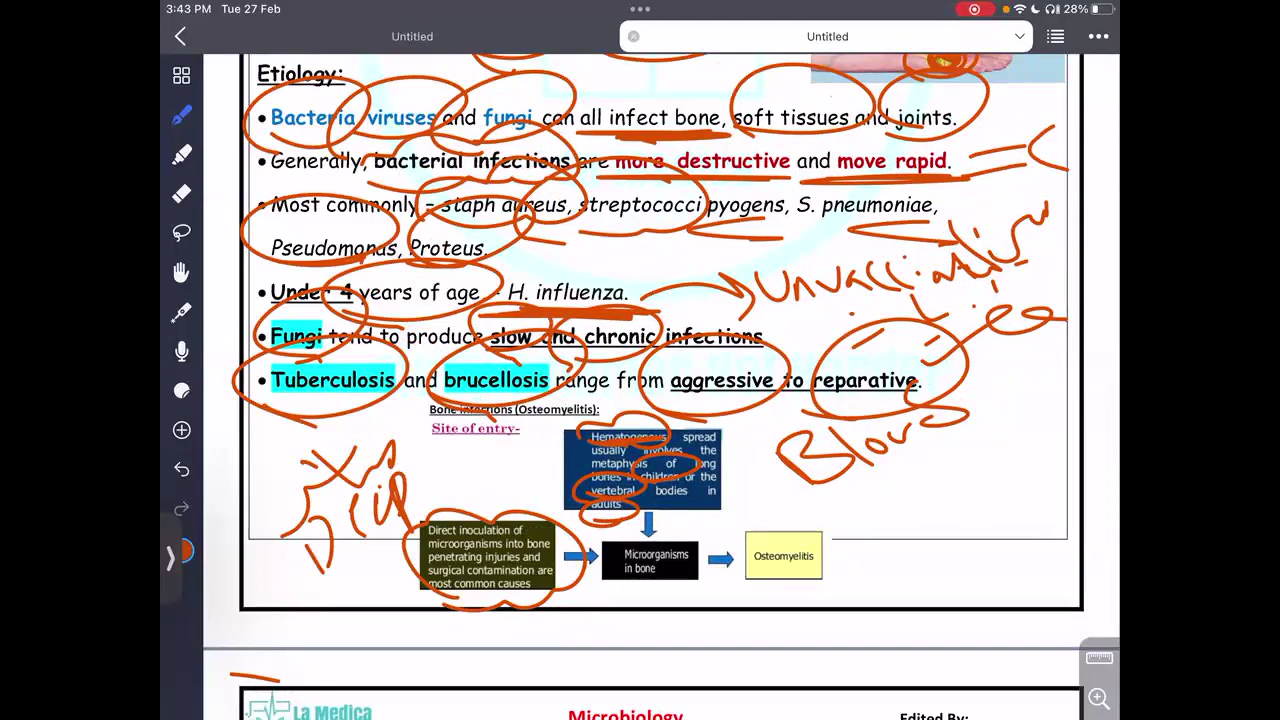 3:43 PM Tue 27 Feb
28%
Untitled
Untitled
Etiology:
• Bacteria, viruses and fungi can all infect bone, soft tissues and joints.
• Generally, bacterial infections are more destructive and move rapid.
• Most commonly – staph aureus, streptococci pyogens, S. pneumoniae,
Pseudomonas, Proteus.
• Under 4 years of age - H. influenza.
• Fungi tend to produce slow and chronic infections
• Tuberculosis and brucellosis range from aggressive to reparative.
Bone infections (Osteomyelitis):
Site of entry-
Blood
Hematogenous spread
usually involves the
metaphysis of long
bones in children or the
vertebral bodies in
adults
Direct inoculation of
microorganisms into bone
penetrating injuries and
surgical contamination are
most common causes
Microorganisms
in bone
Osteomyelitis
La Medica
Microbiology
Edited By: